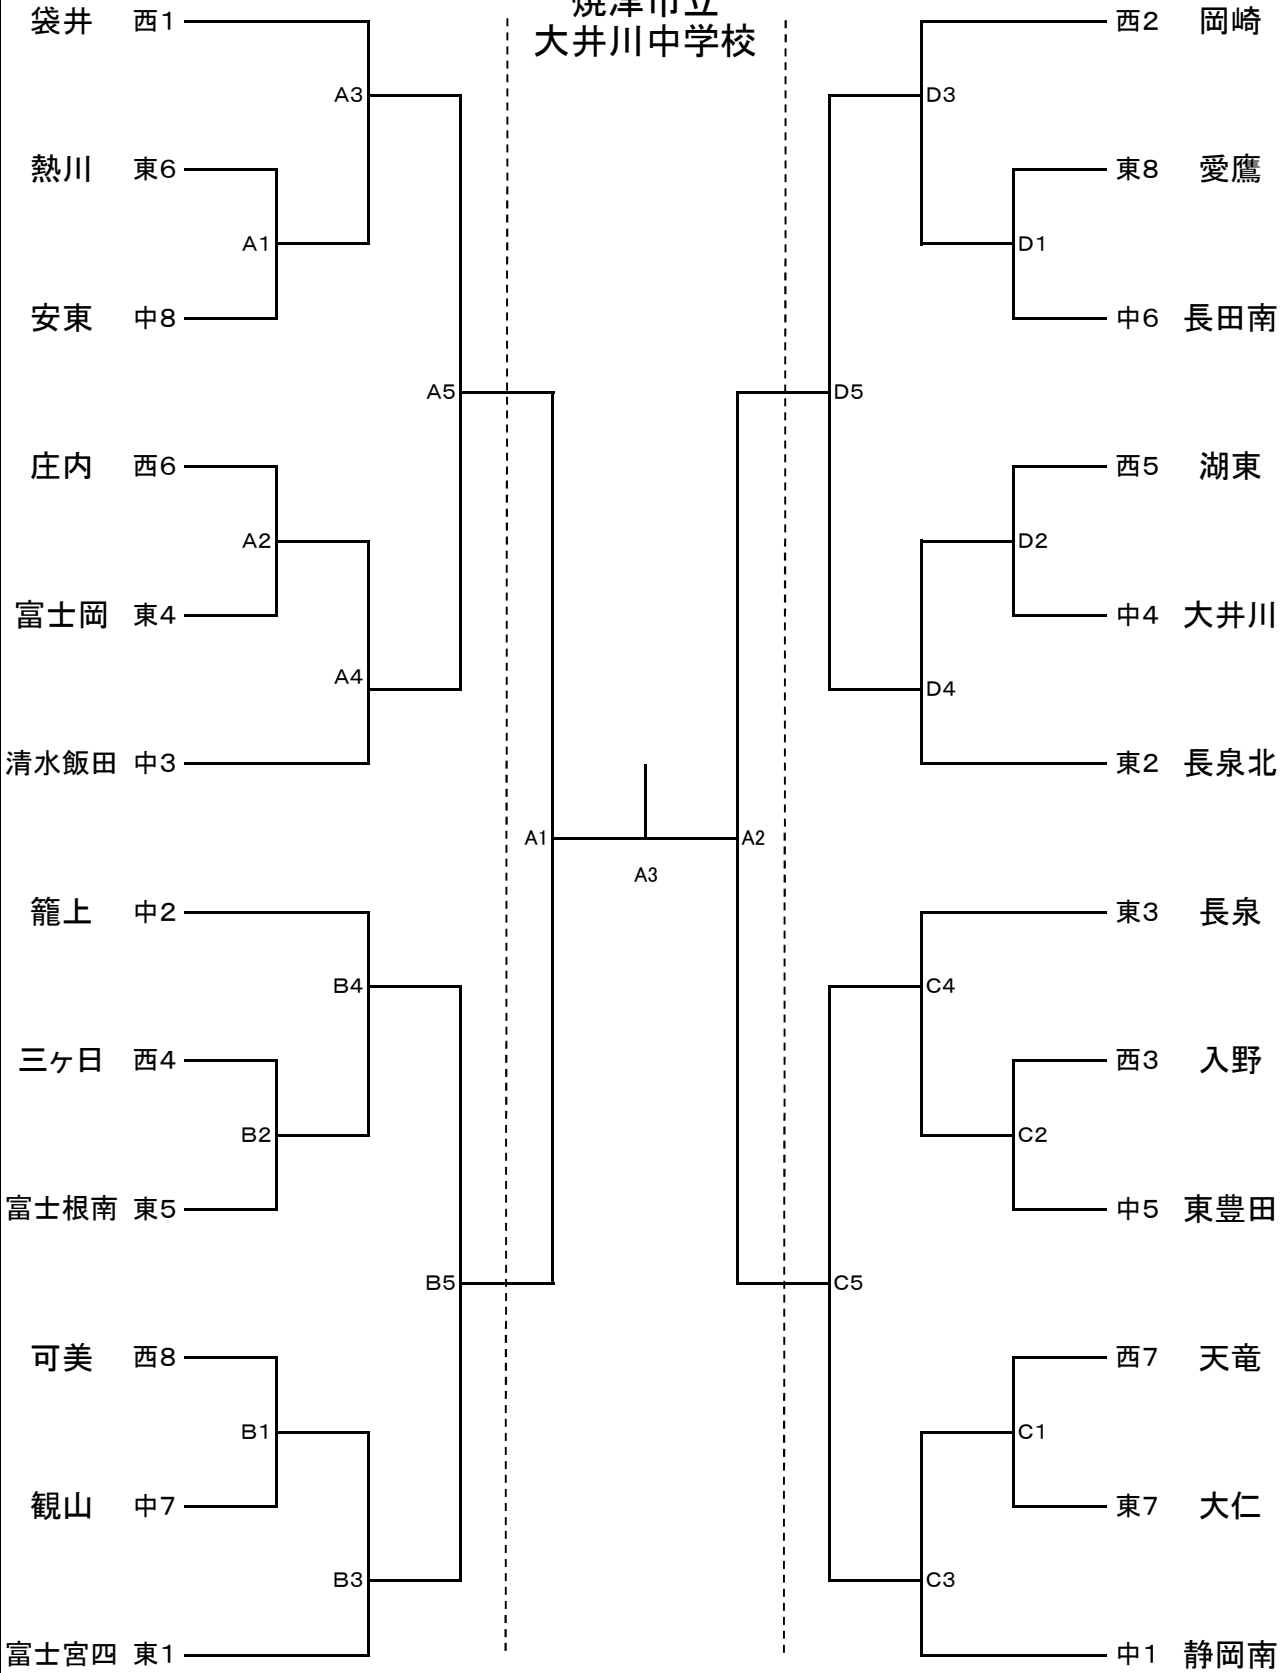 焼津市立
大井川中学校
袋井 西1
A3
熱川 東6
A1
安東 中8
A5
庄内 西6
A2
富士岡 東4
A4
清水飯田 中3
A1
籠上 中2
B4
三ヶ日 西4
B2
富士根南 東5
B5
可美 西8
B1
観山 中7
B3
富士宮四 東1
A3
西2 岡崎
D3
東8 愛鷹
D1
中6 長田南
D5
西5 湖東
D2
中4 大井川
D4
東2 長泉北
A2
東3 長泉
C4
西3 入野
C2
中5 東豊田
C5
西7 天竜
C1
東7 大仁
C3
中1 静岡南